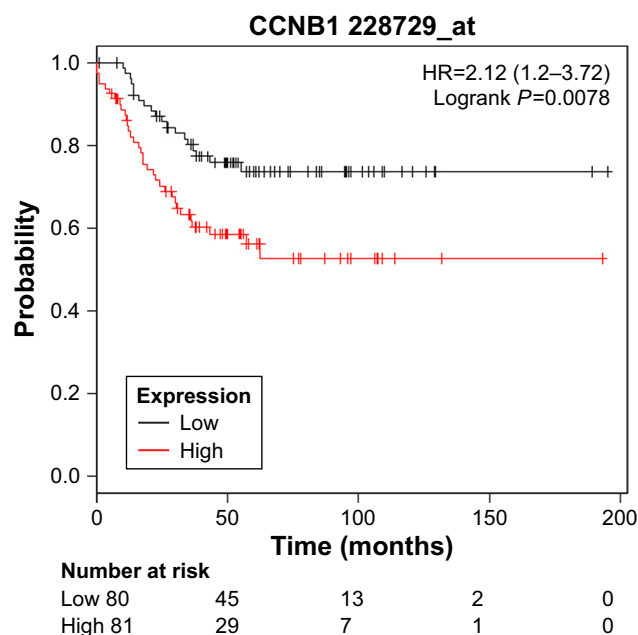 CCNB1 228729_at
HR=2.12 (1.2–3.72)
Logrank P=0.0078
1.0
0.8
0.6
0.4
0.2
0.0
Probability
Expression
Low
High
0 50 100 150 200
Time (months)
Number at risk
Low 80 45 13 2 0
High 81 29 7 1 0